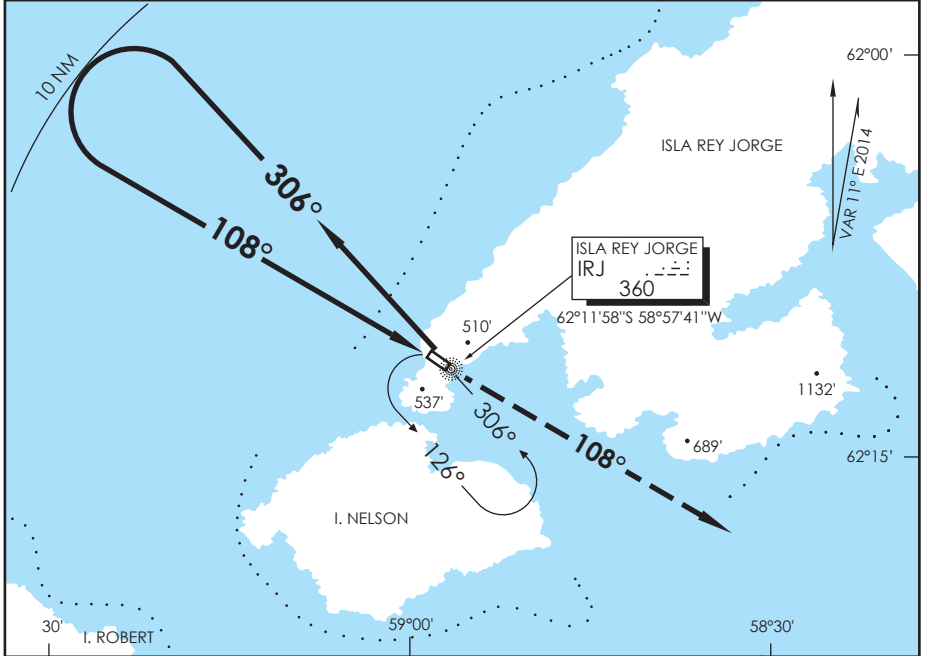 10 NM
62°00'
ISLA REY JORGE
VAR 11° E 2014
306°
108°
ISLA REY JORGE
IRJ
360
62°11'58"S 58°57'41"W
510'
537'
1132'
306°
108°
689'
126°
62°15'
I. NELSON
30'
I. ROBERT
59°00'
58°30'